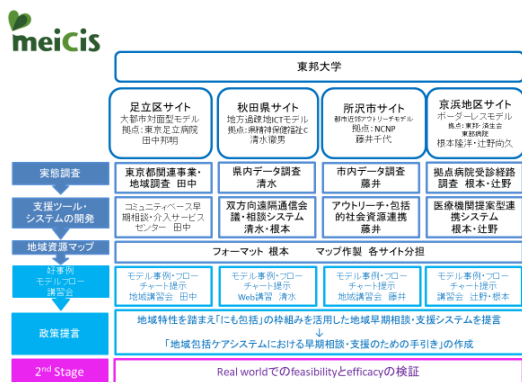 meicis
東邦大学
足立区サイト
大都市対面型モデル
拠点:東京足立病院
田中邦明
秋田県サイト
地方過疎地ICTモデル
拠点:県精神保健福祉C
清水徹男
所沢市サイト
都市近郊アウトリーチモデル
拠点:NCNP
藤井千代
京浜地区サイト
ボーダーレスモデル
拠点:東邦・済生会
東部病院
根本隆洋・辻野尚久
実態調査
東京都関連事業・
地域調査 田中
県内データ調査
清水
市内データ調査
藤井
拠点病院受診経路
調査 根本・辻野
支援ツール・
システムの開発
コミュニティベース早
期相談・介入サービス
センター 田中
双方向遠隔通信会
議・相談システム
清水・根本
アウトリーチ・包括
的社会資源連携
藤井
医療機関提案型連
携システム
根本・辻野
地域資源マップ
フォーマット 根本 マップ作製 各サイト分担
好事例
モデルフロー
講習会
モデル事例・フロー
チャート提示
地域講習会 田中
モデル事例・フロー
チャート提示
Web講習 清水
モデル事例・フロー
チャート提示
地域講習会 藤井
モデル事例・フロー
チャート提示
講習会 辻野・根本
政策提言
地域特性を踏まえ「にも包括」の枠組みを活用した地域早期相談・支援システムを提言
↓
「地域包括ケアシステムにおける早期相談・支援のための手引き」の作成
2nd Stage
Real worldでのfeasibilityとefficacyの検証